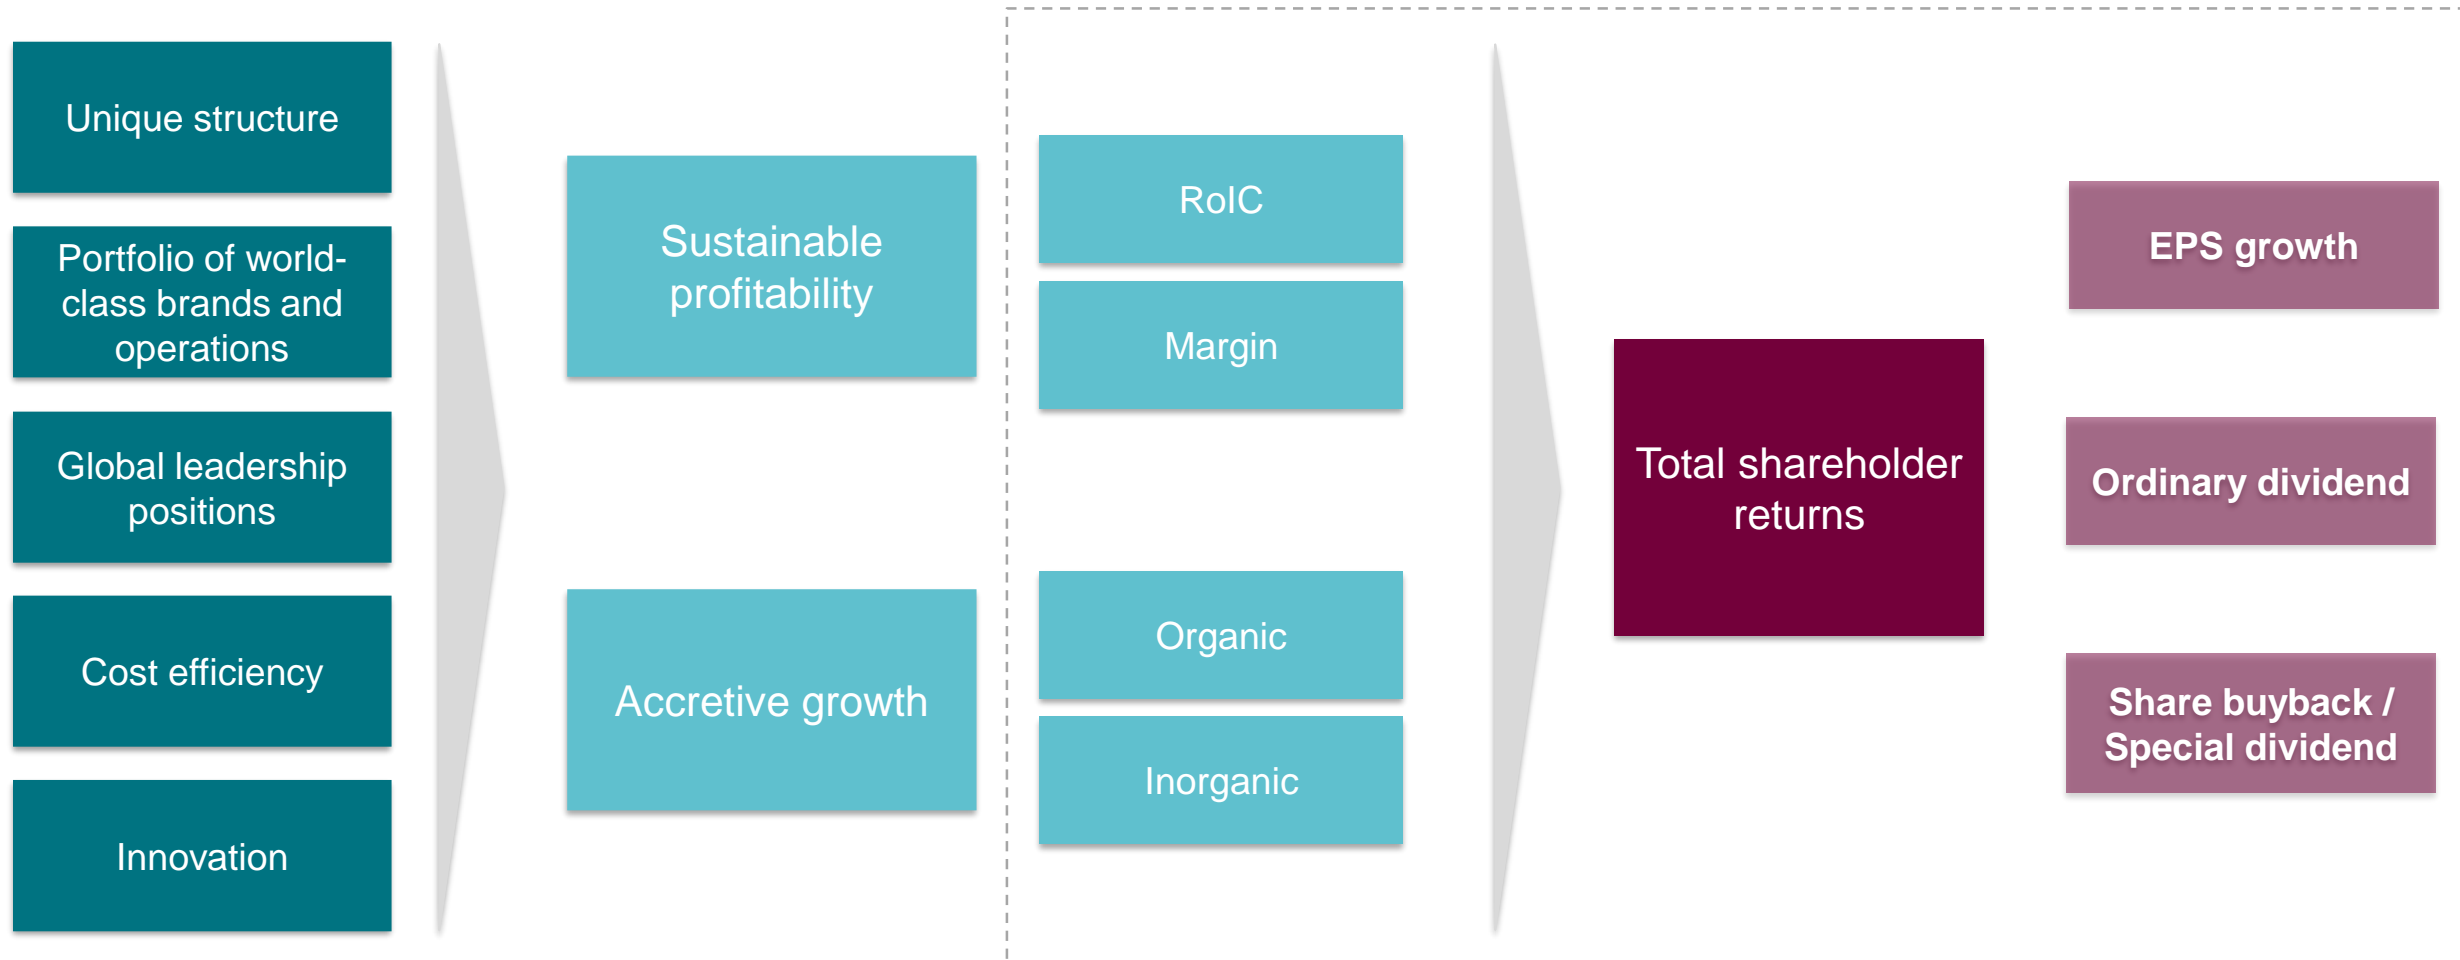 Unique structure
Portfolio of world-
class brands and
operations
Global leadership
positions
Cost efficiency
Innovation
Sustainable
profitability
Accretive growth
RoIC
Margin
Organic
Inorganic
Total shareholder
returns
EPS growth
Ordinary dividend
Share buyback /
Special dividend